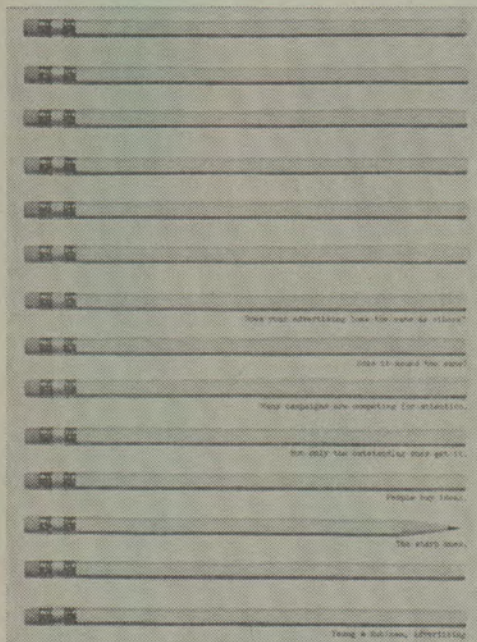 Does your advertising look the same as others?
Does it sound the same?
Many campaigns are competing for attention.
But only the outstanding ones get it.
People buy ideas.
The sharp ones.
Young & Rubicam, Advertising